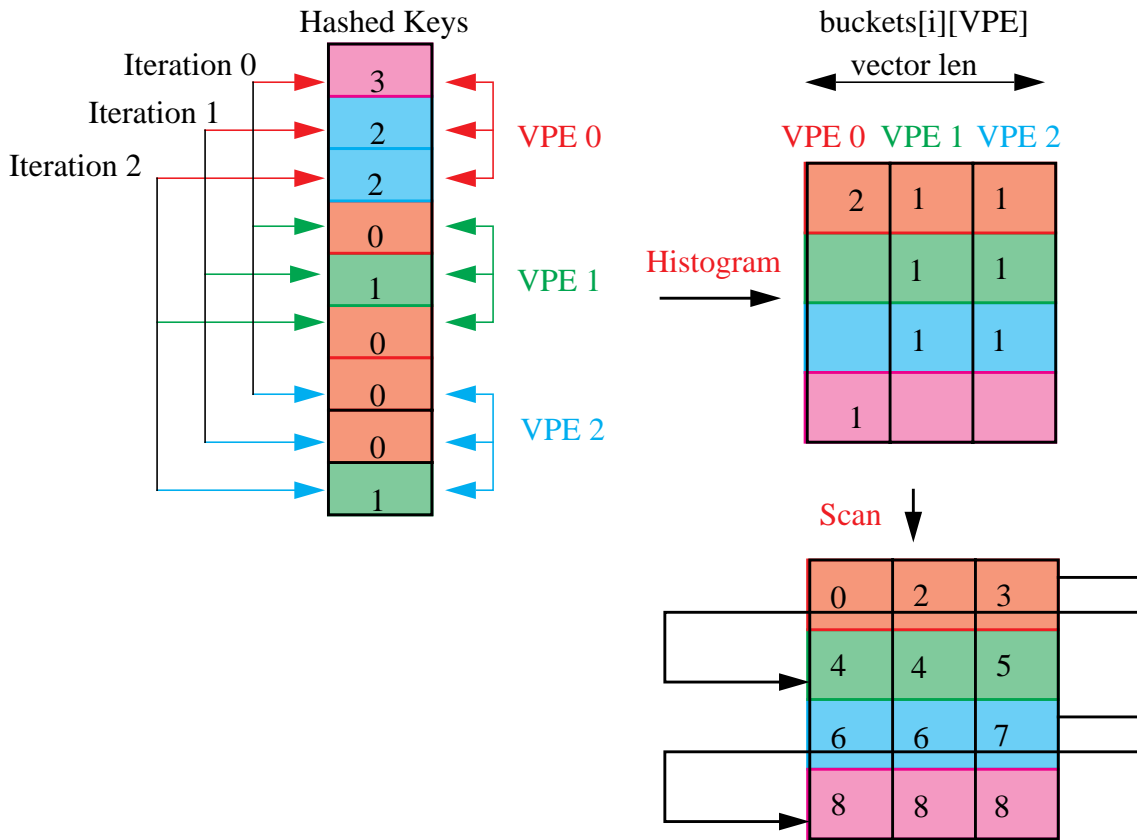 Hashed Keys
buckets[i][VPE]
vector len
Iteration 0
Iteration 1
Iteration 2
3
2
2
0
1
0
0
0
1
VPE 0
VPE 1
VPE 2
VPE 0 VPE 1 VPE 2
2 1 1
1 1
1 1
1
Histogram
Scan
0 2 3
4 4 5
6 6 7
8 8 8